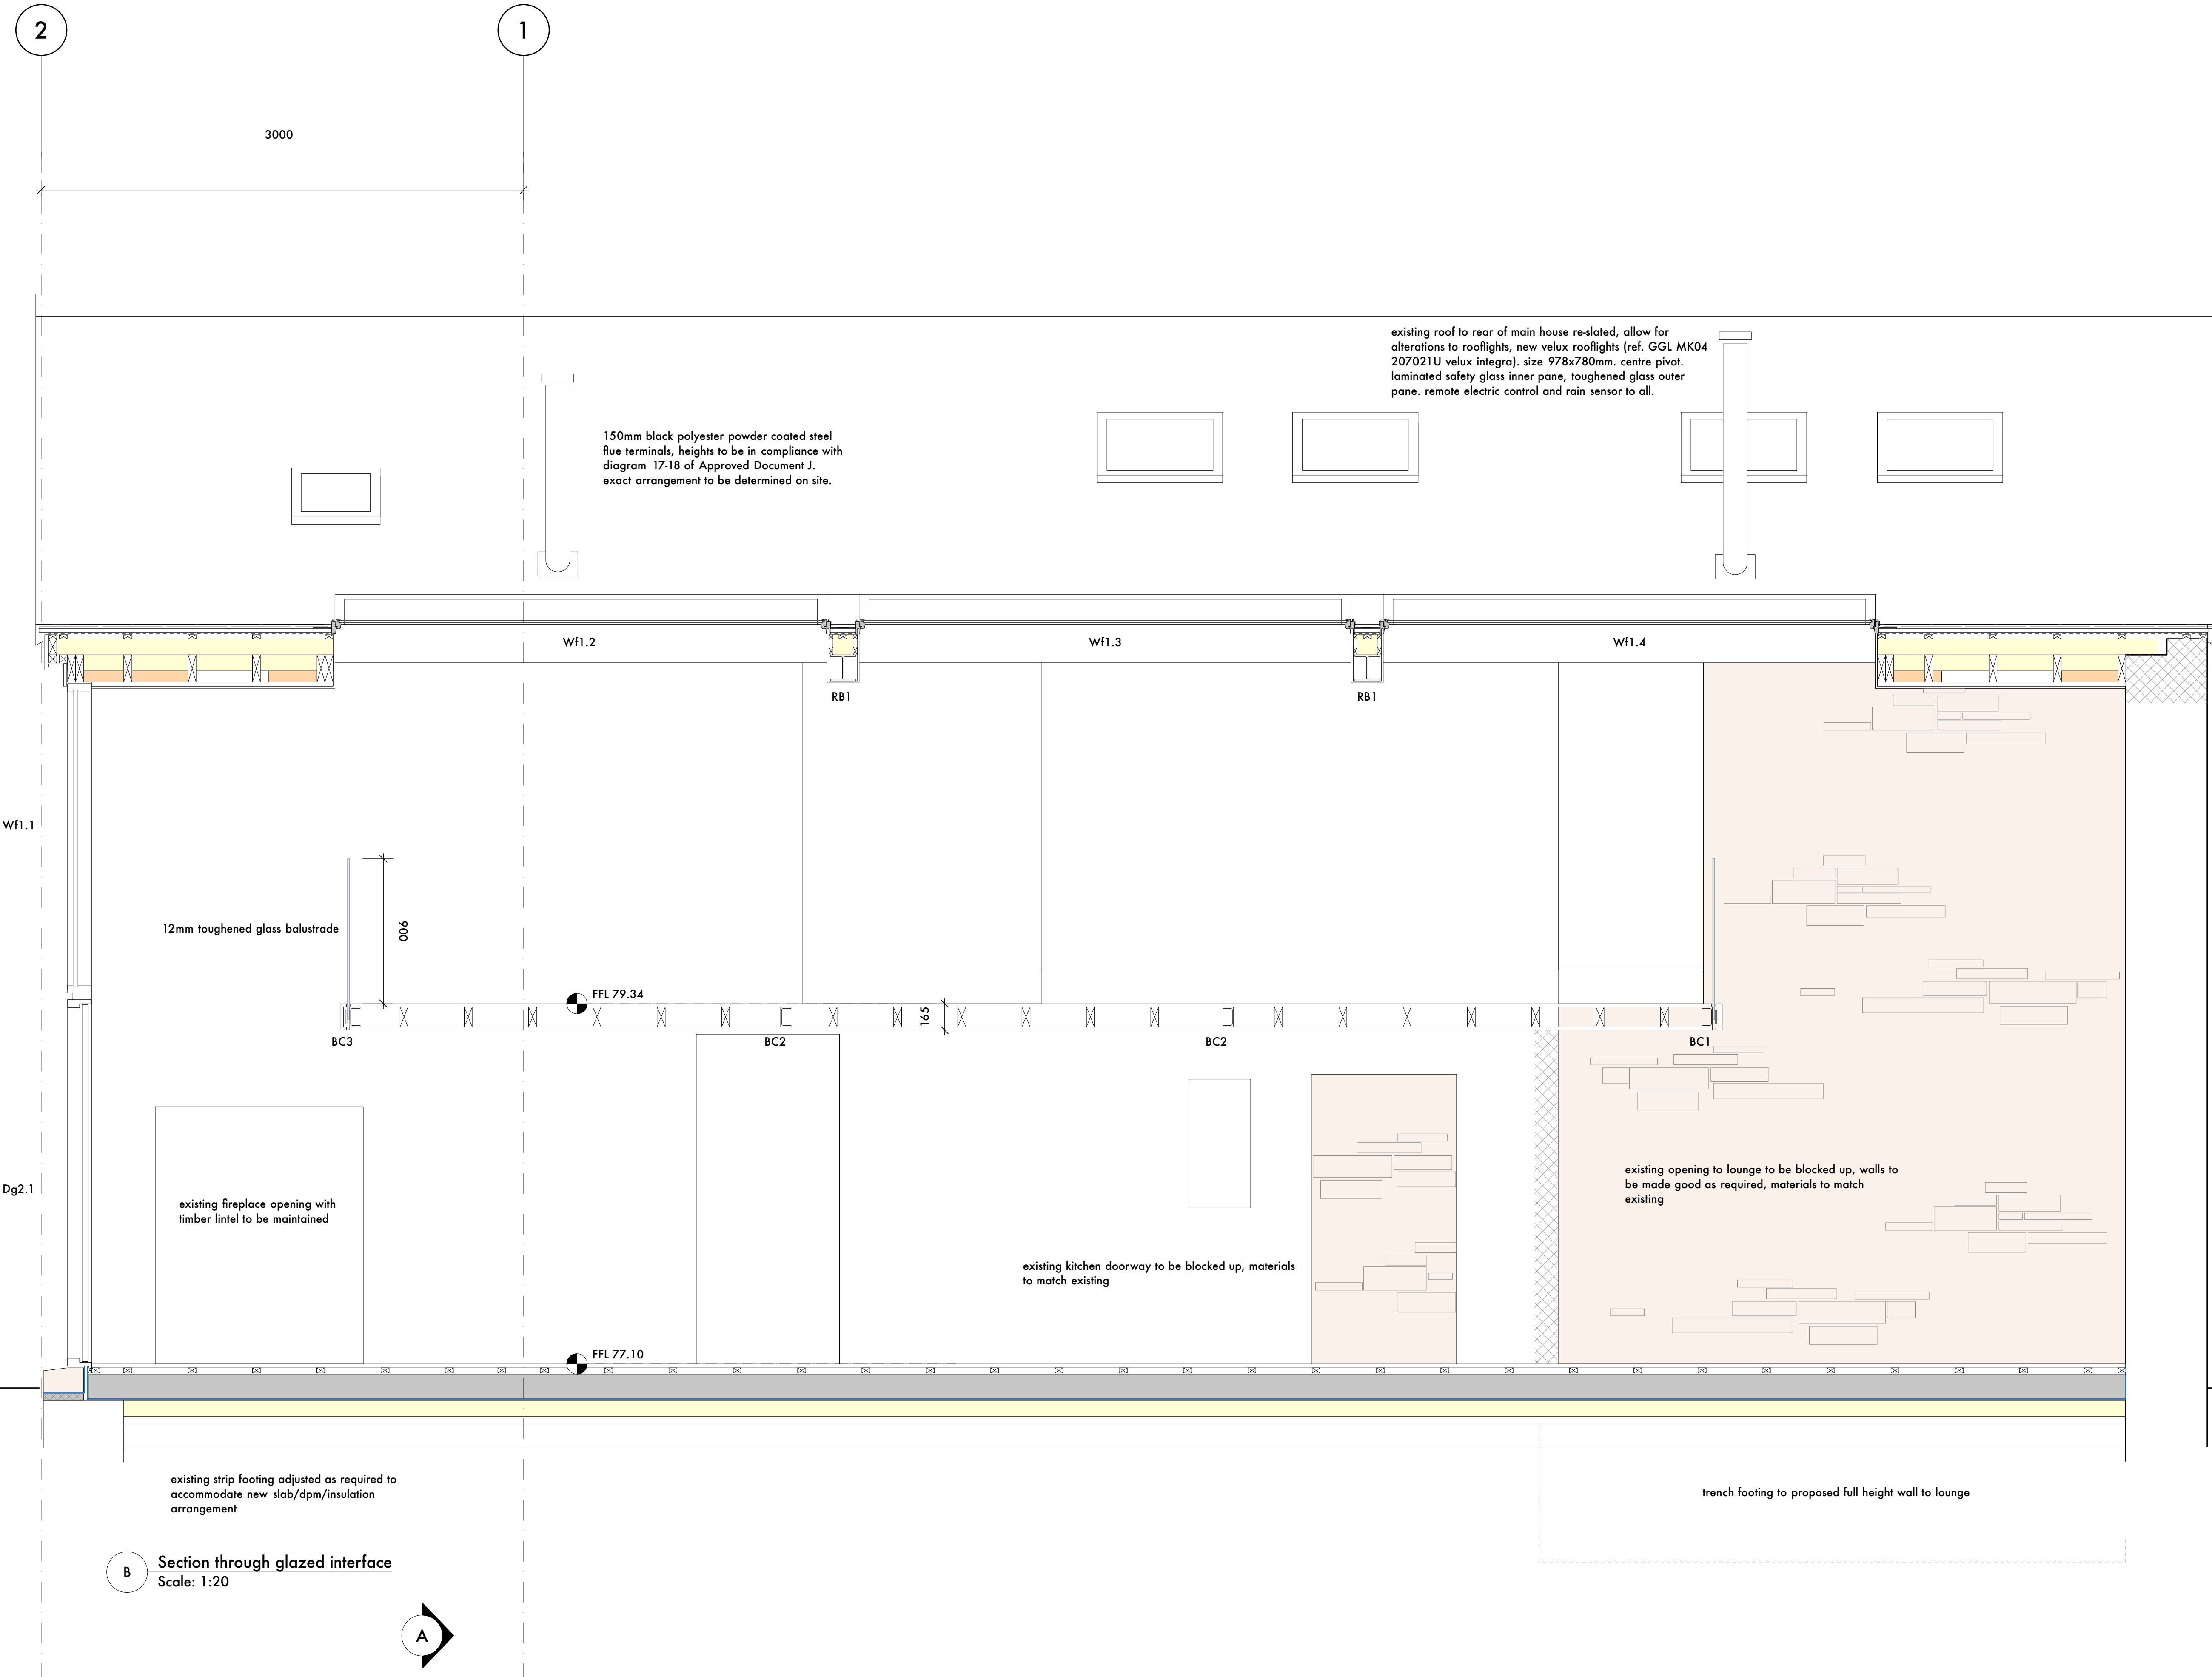 2
1
3000
existing roof to rear of main house re-slated, allow for
alterations to rooflights, new velux rooflights (ref. GGL MK04
207021U velux integra). size 978x780mm. centre pivot.
laminated safety glass inner pane, toughened glass outer
pane. remote electric control and rain sensor to all.
150mm black polyester powder coated steel
flue terminals, heights to be in compliance with
diagram 17-18 of Approved Document J.
exact arrangement to be determined on site.
Wf1.2
Wf1.3
Wf1.4
RB1
RB1
Wf1.1
12mm toughened glass balustrade
900
FFL 79.34
165
BC3
BC2
BC2
BC1
existing opening to lounge to be blocked up, walls to
be made good as required, materials to match
existing
Dg2.1
existing fireplace opening with
timber lintel to be maintained
existing kitchen doorway to be blocked up, materials
to match existing
FFL 77.10
existing strip footing adjusted as required to
accommodate new slab/dpm/insulation
arrangement
trench footing to proposed full height wall to lounge
B
Section through glazed interface
Scale: 1:20
A